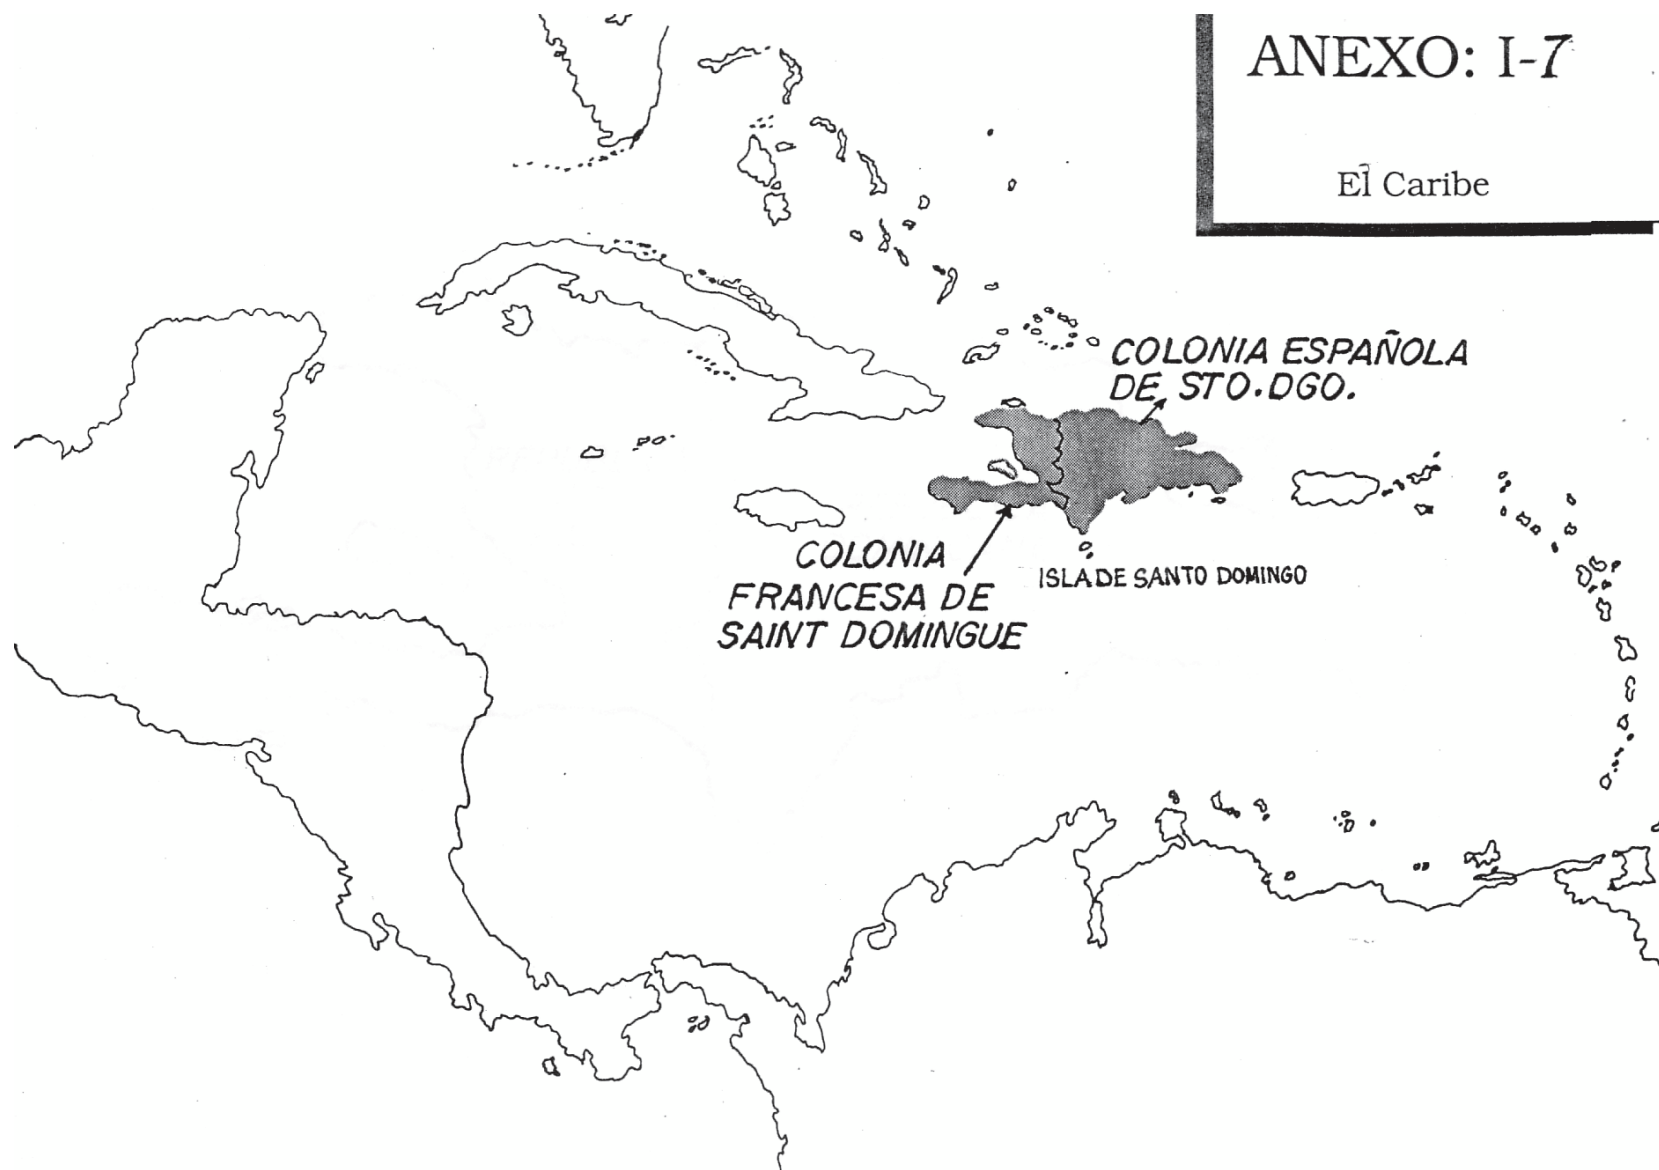 ANEXO: I-7
El Caribe
COLONIA ESPAÑOLA
DE STO.DGO.
COLONIA
FRANCESA DE
SAINT DOMINGUE
ISLA DE SANTO DOMINGO